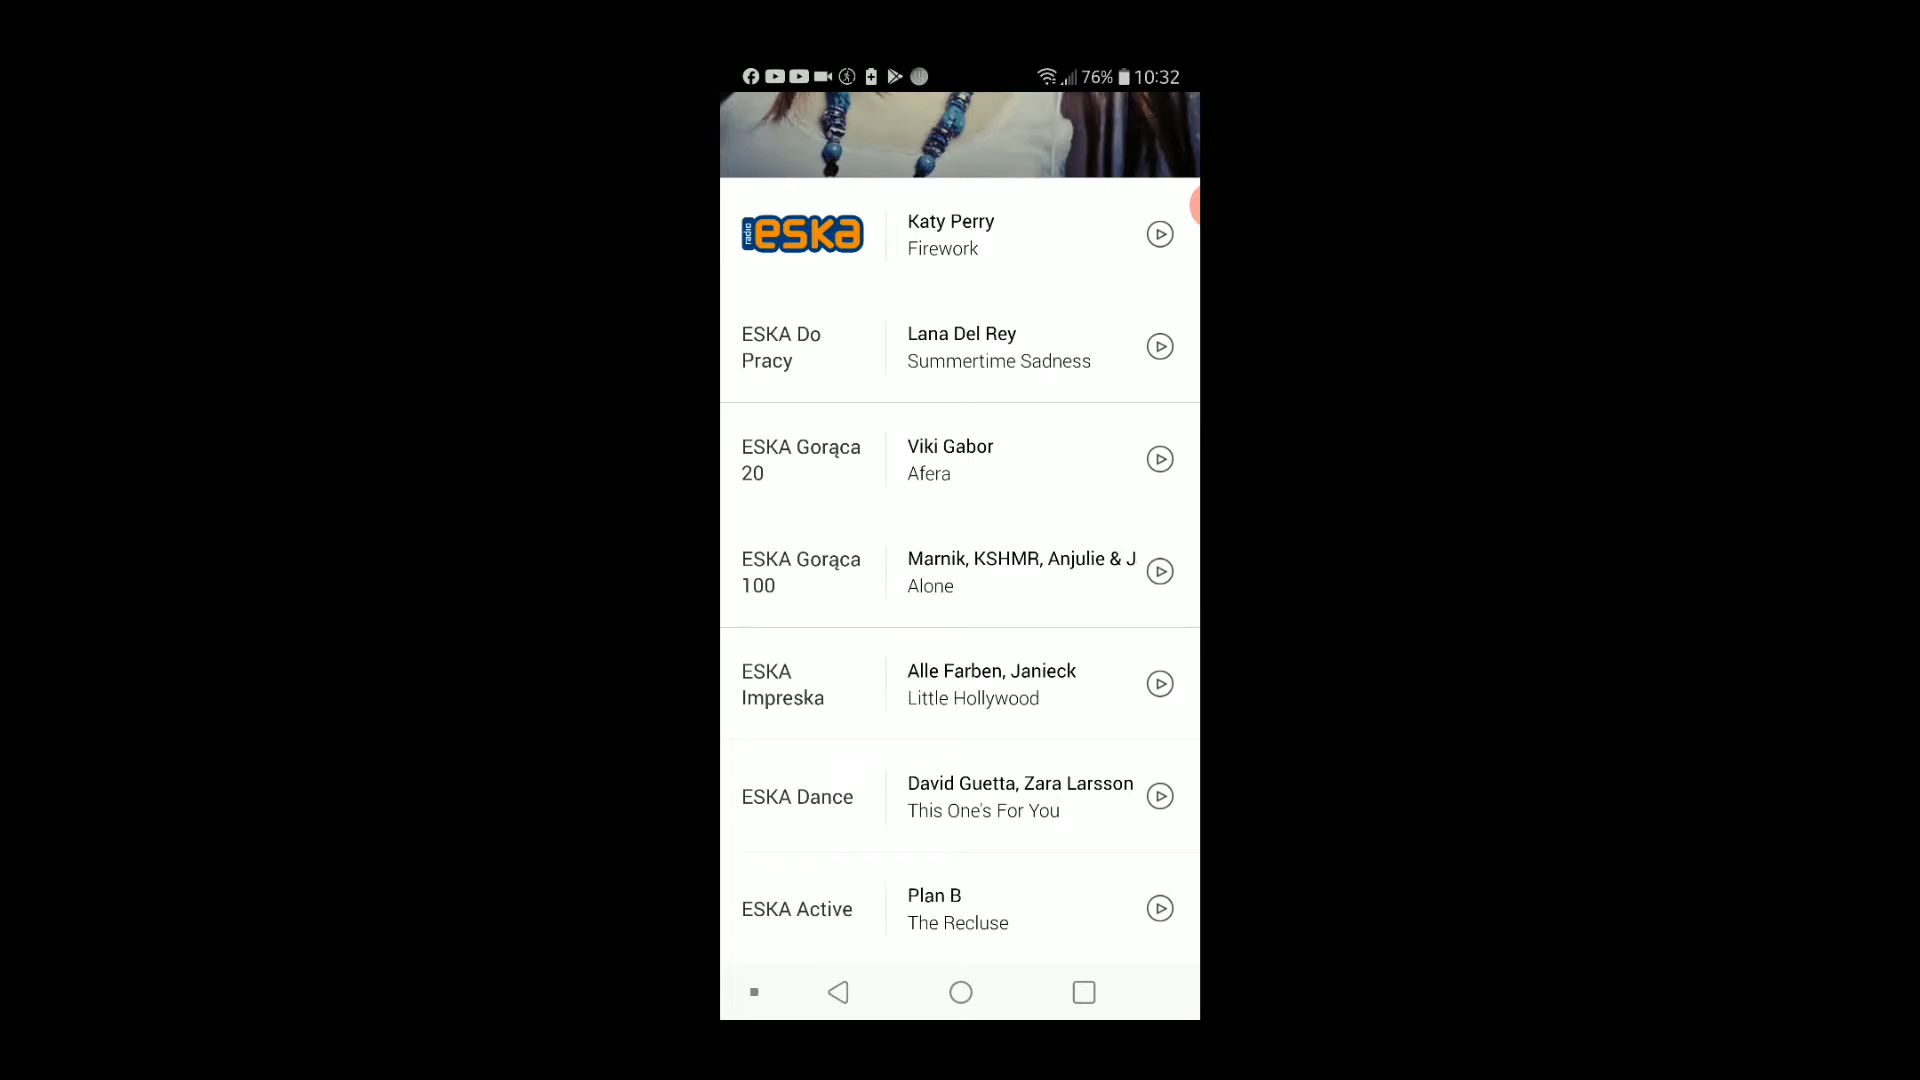 76% 10:32
radio eska
Katy Perry
Firework
ESKA Do
Pracy
Lana Del Rey
Summertime Sadness
ESKA Gorąca
20
Viki Gabor
Afera
ESKA Gorąca
100
Marnik, KSHMR, Anjulie & J
Alone
ESKA
Impreska
Alle Farben, Janieck
Little Hollywood
ESKA Dance
David Guetta, Zara Larsson
This One's For You
ESKA Active
Plan B
The Recluse